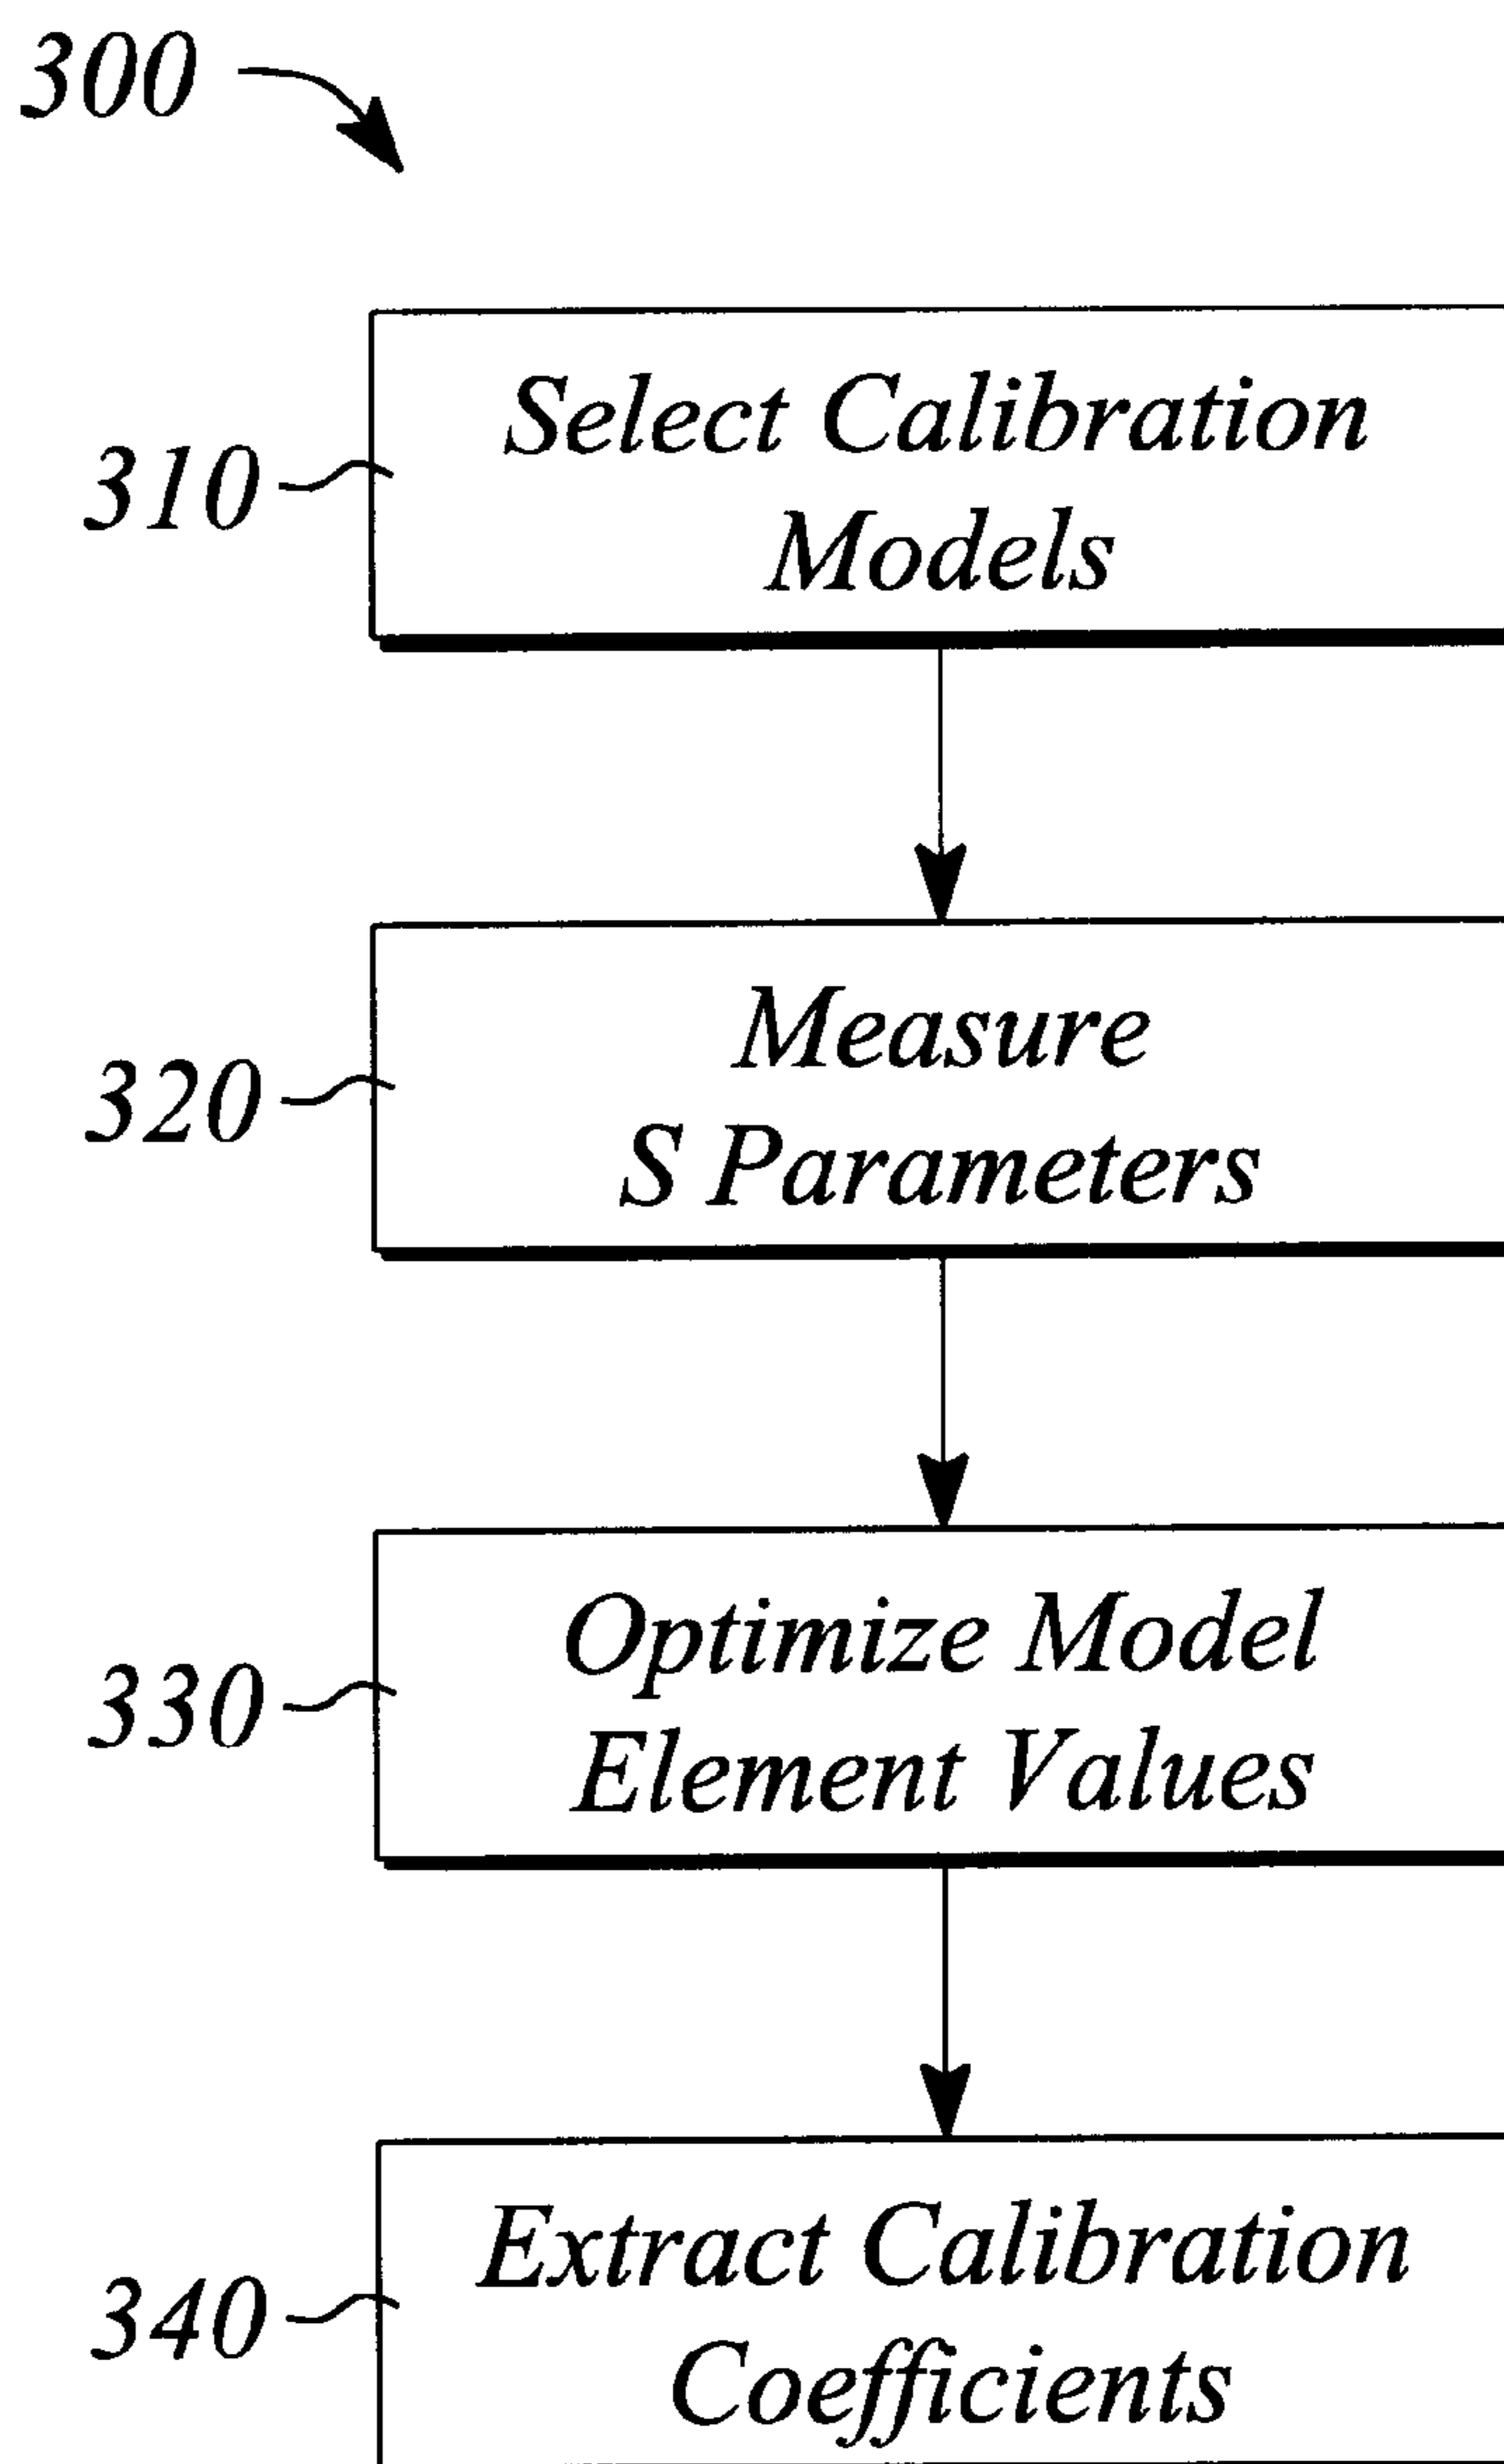 300
310
Select Calibration
Models
320
Measure
S Parameters
330
Optimize Model
Element Values
340
Extract Calibration
Coefficients